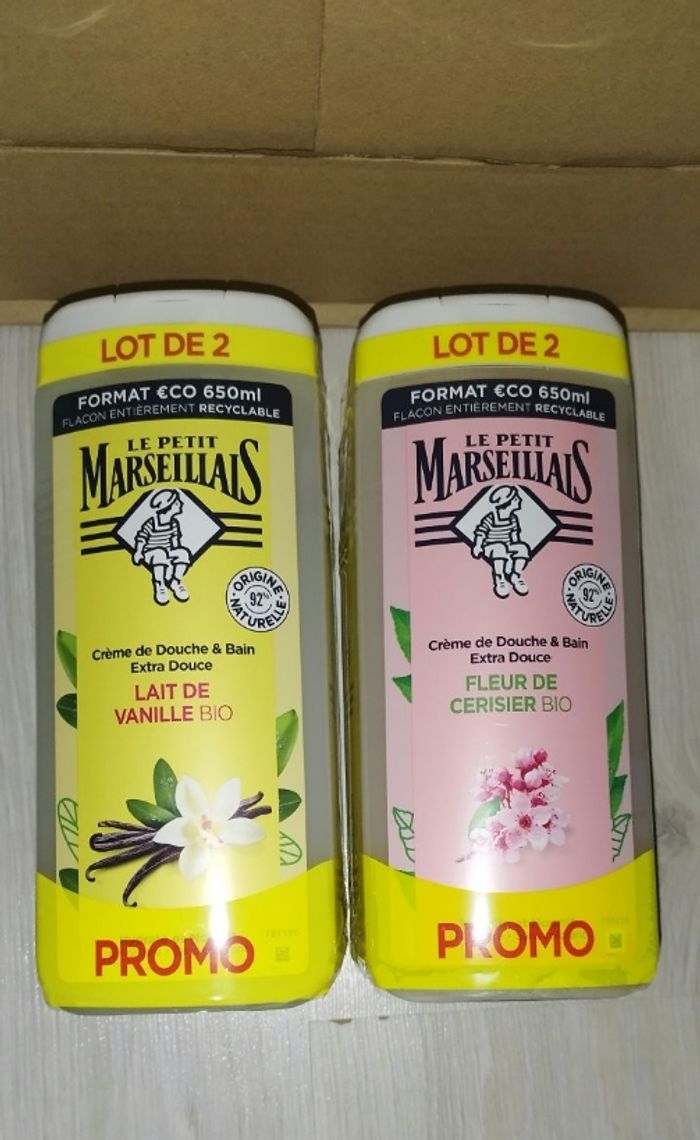 LOT DE 2
FORMAT €CO 650ml
FLACON ENTIÈREMENT RECYCLABLE
LE PETIT
MARSEILLAIS
ORIGINE
92%
NATURELLE
Crème de Douche & Bain
Extra Douce
LAIT DE
VANILLE BIO
PROMO
LOT DE 2
FORMAT €CO 650ml
FLACON ENTIÈREMENT RECYCLABLE
LE PETIT
MARSEILLAIS
ORIGINE
92%
NATURELLE
Crème de Douche & Bain
Extra Douce
FLEUR DE
CERISIER BIO
PROMO